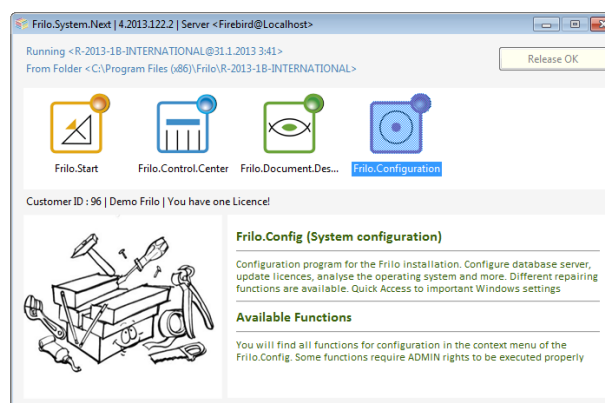 Frilo.System.Next | 4.2013.122.2 | Server <Firebird@Localhost>
Running <R-2013-1B-INTERNATIONAL@31.1.2013 3:41>
From Folder <C:\Program Files (x86)\Frilo\R-2013-1B-INTERNATIONAL>
Release OK
Frilo.Start
Frilo.Control.Center
Frilo.Document.Des...
Frilo.Configuration
Customer ID : 96 | Demo Frilo | You have one Licence!
Frilo.Config (System configuration)
Configuration program for the Frilo installation. Configure database server,
update licences, analyse the operating system and more. Different repairing
functions are available. Quick Access to important Windows settings
Available Functions
You will find all functions for configuration in the context menu of the
Frilo.Config. Some functions require ADMIN rights to be executed properly